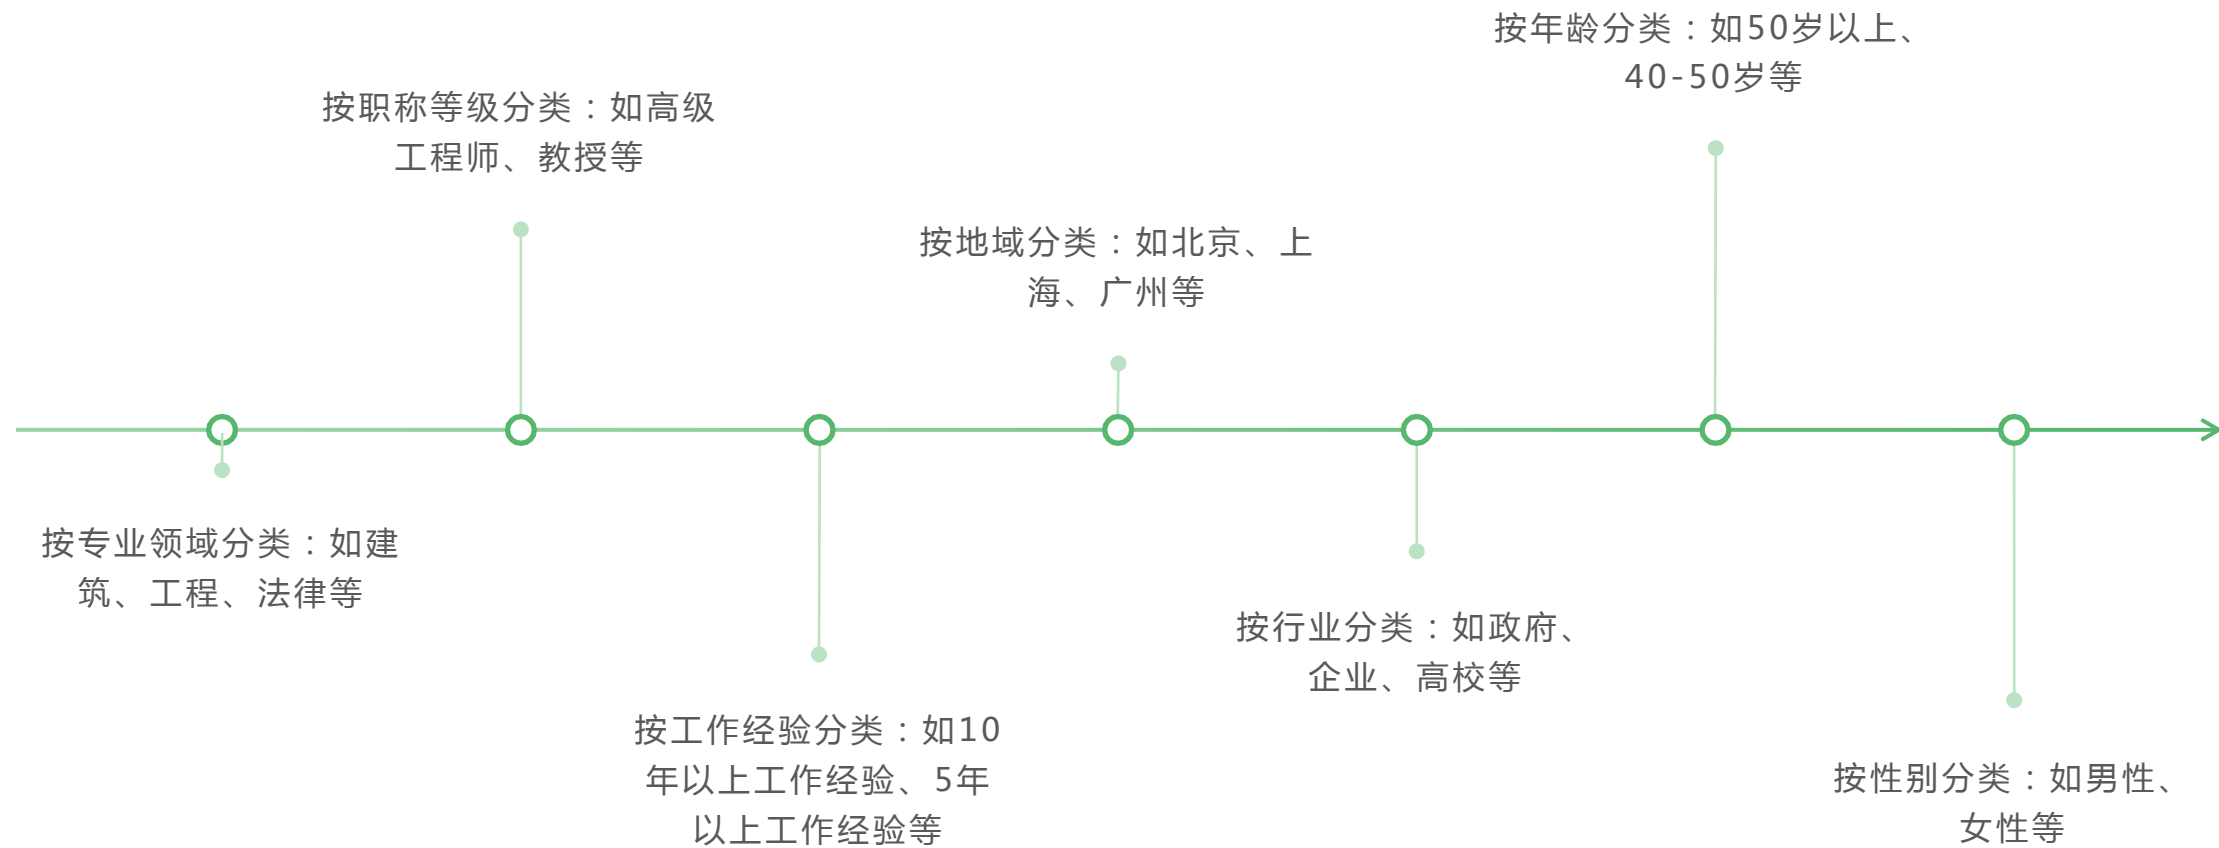 按专业领域分类：如建
筑、工程、法律等
按职称等级分类：如高级
工程师、教授等
按工作经验分类：如10
年以上工作经验、5年
以上工作经验等
按地域分类：如北京、上
海、广州等
按行业分类：如政府、
企业、高校等
按年龄分类：如50岁以上、
40-50岁等
按性别分类：如男性、
女性等